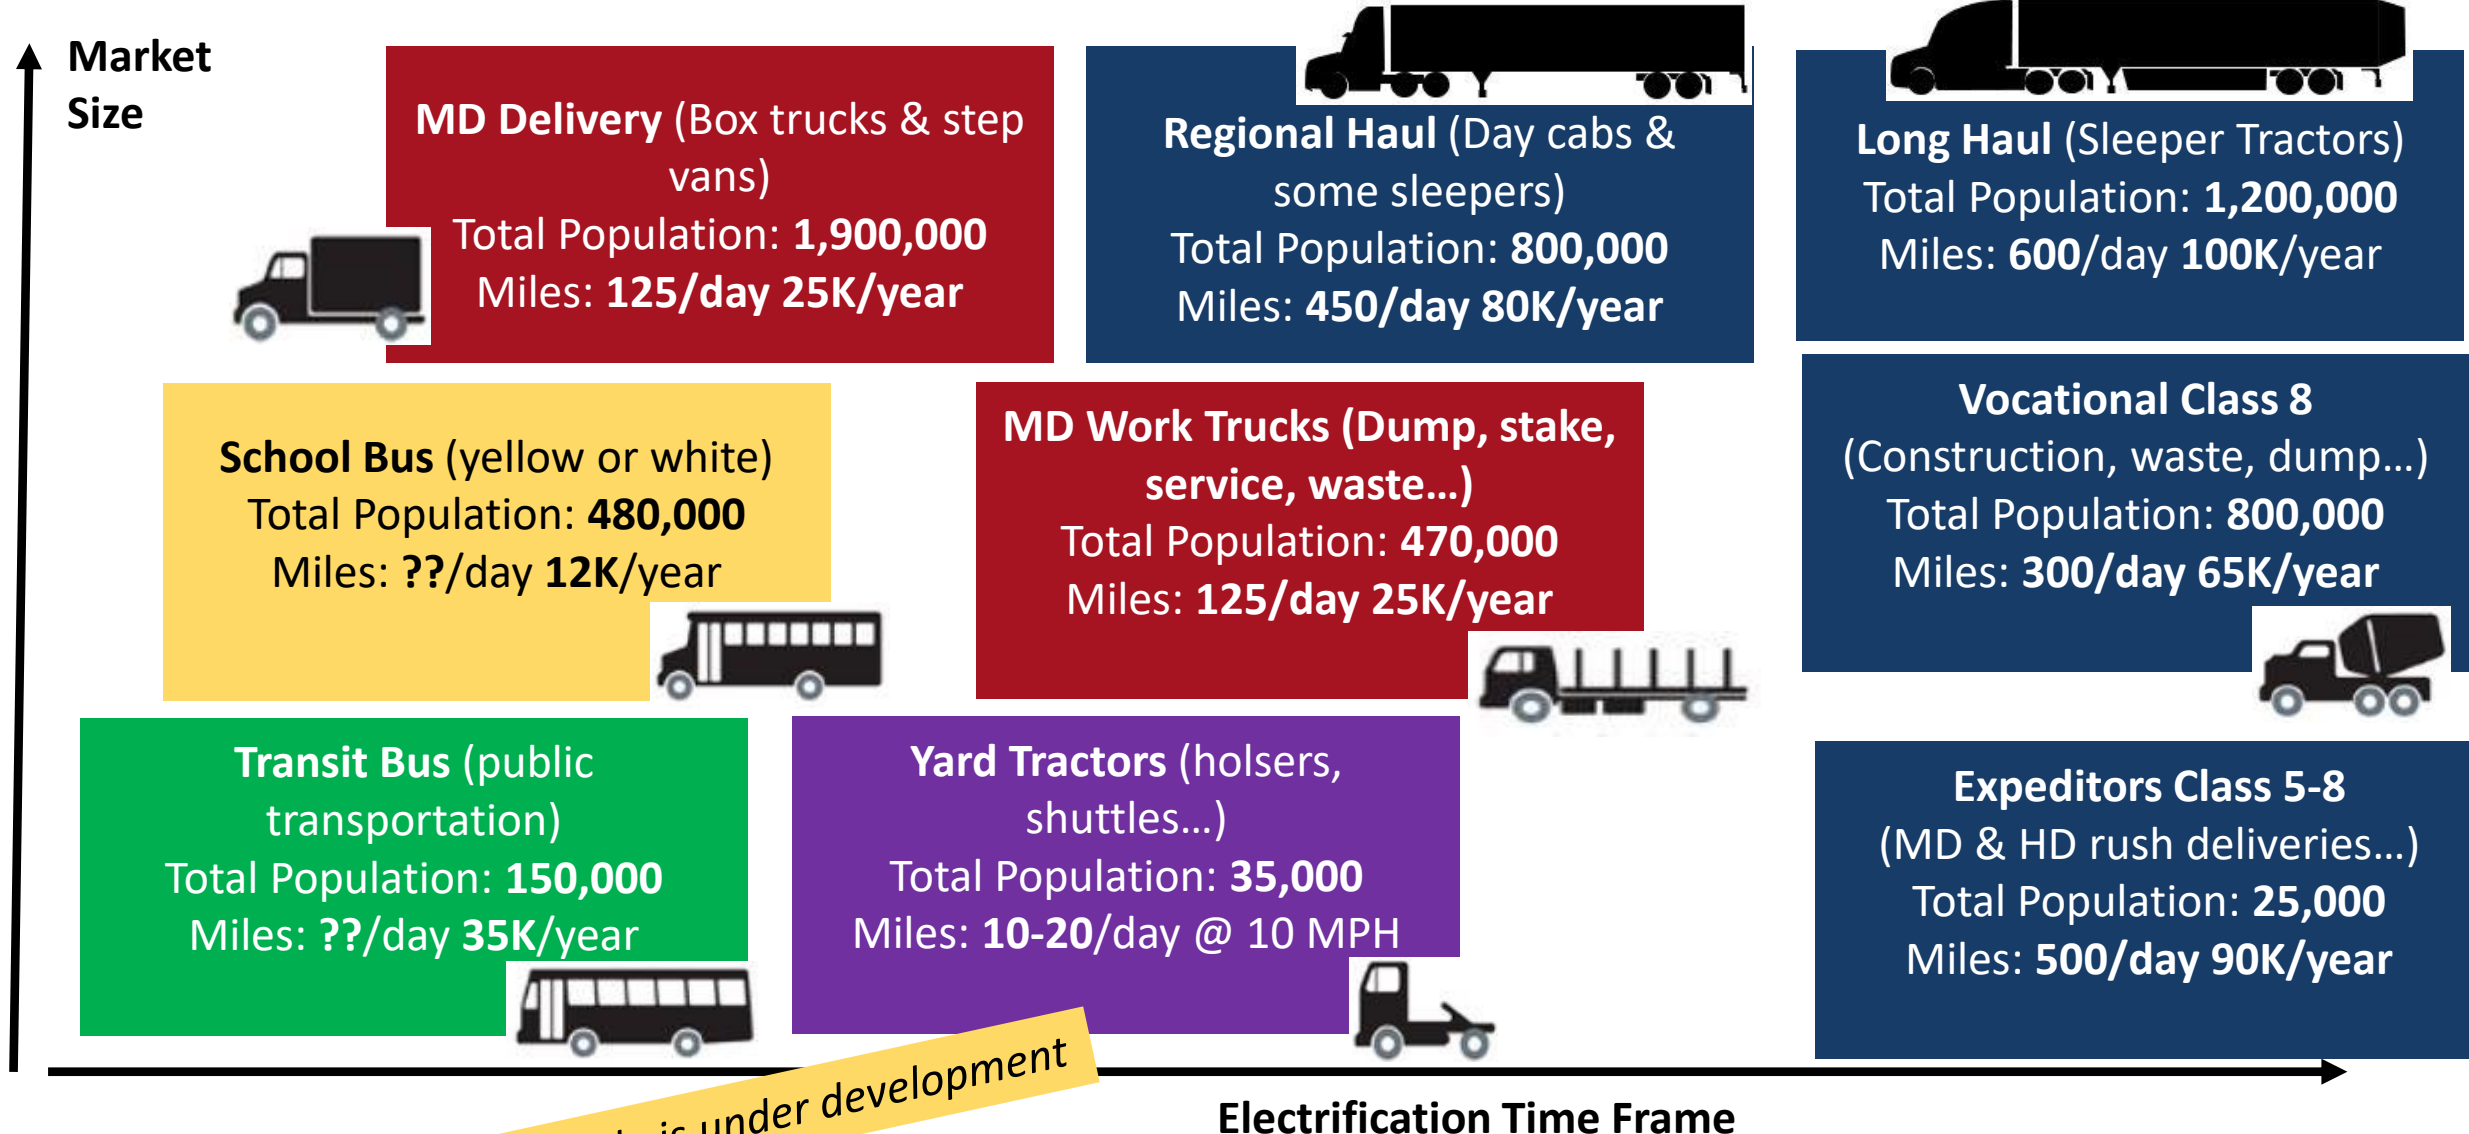 Market
Size
MD Delivery (Box trucks & step
vans)
Total Population: 1,900,000
Miles: 125/day 25K/year
Regional Haul (Day cabs &
some sleepers)
Total Population: 800,000
Miles: 450/day 80K/year
Long Haul (Sleeper Tractors)
Total Population: 1,200,000
Miles: 600/day 100K/year
School Bus (yellow or white)
Total Population: 480,000
Miles: ??/day 12K/year
MD Work Trucks (Dump, stake,
service, waste...)
Total Population: 470,000
Miles: 125/day 25K/year
Vocational Class 8
(Construction, waste, dump...)
Total Population: 800,000
Miles: 300/day 65K/year
Transit Bus (public
transportation)
Total Population: 150,000
Miles: ??/day 35K/year
Yard Tractors (holsers,
shuttles...)
Total Population: 35,000
Miles: 10-20/day @ 10 MPH
Expeditors Class 5-8
(MD & HD rush deliveries...)
Total Population: 25,000
Miles: 500/day 90K/year
is under development
Electrification Time Frame